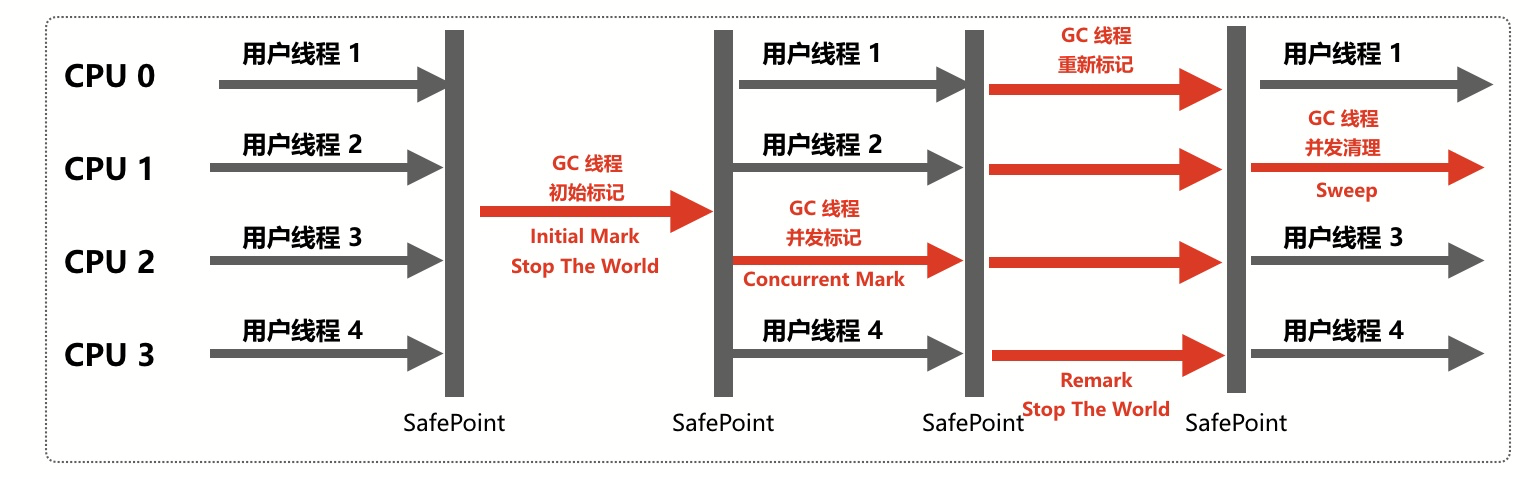 CPU 0
用户线程 1
用户线程 1
GC 线程
重新标记
用户线程 1
CPU 1
用户线程 2
GC 线程
初始标记
Initial Mark
Stop The World
用户线程 2
GC 线程
并发清理
Sweep
CPU 2
用户线程 3
GC 线程
并发标记
Concurrent Mark
用户线程 3
CPU 3
用户线程 4
用户线程 4
Remark
Stop The World
用户线程 4
SafePoint
SafePoint
SafePoint
SafePoint